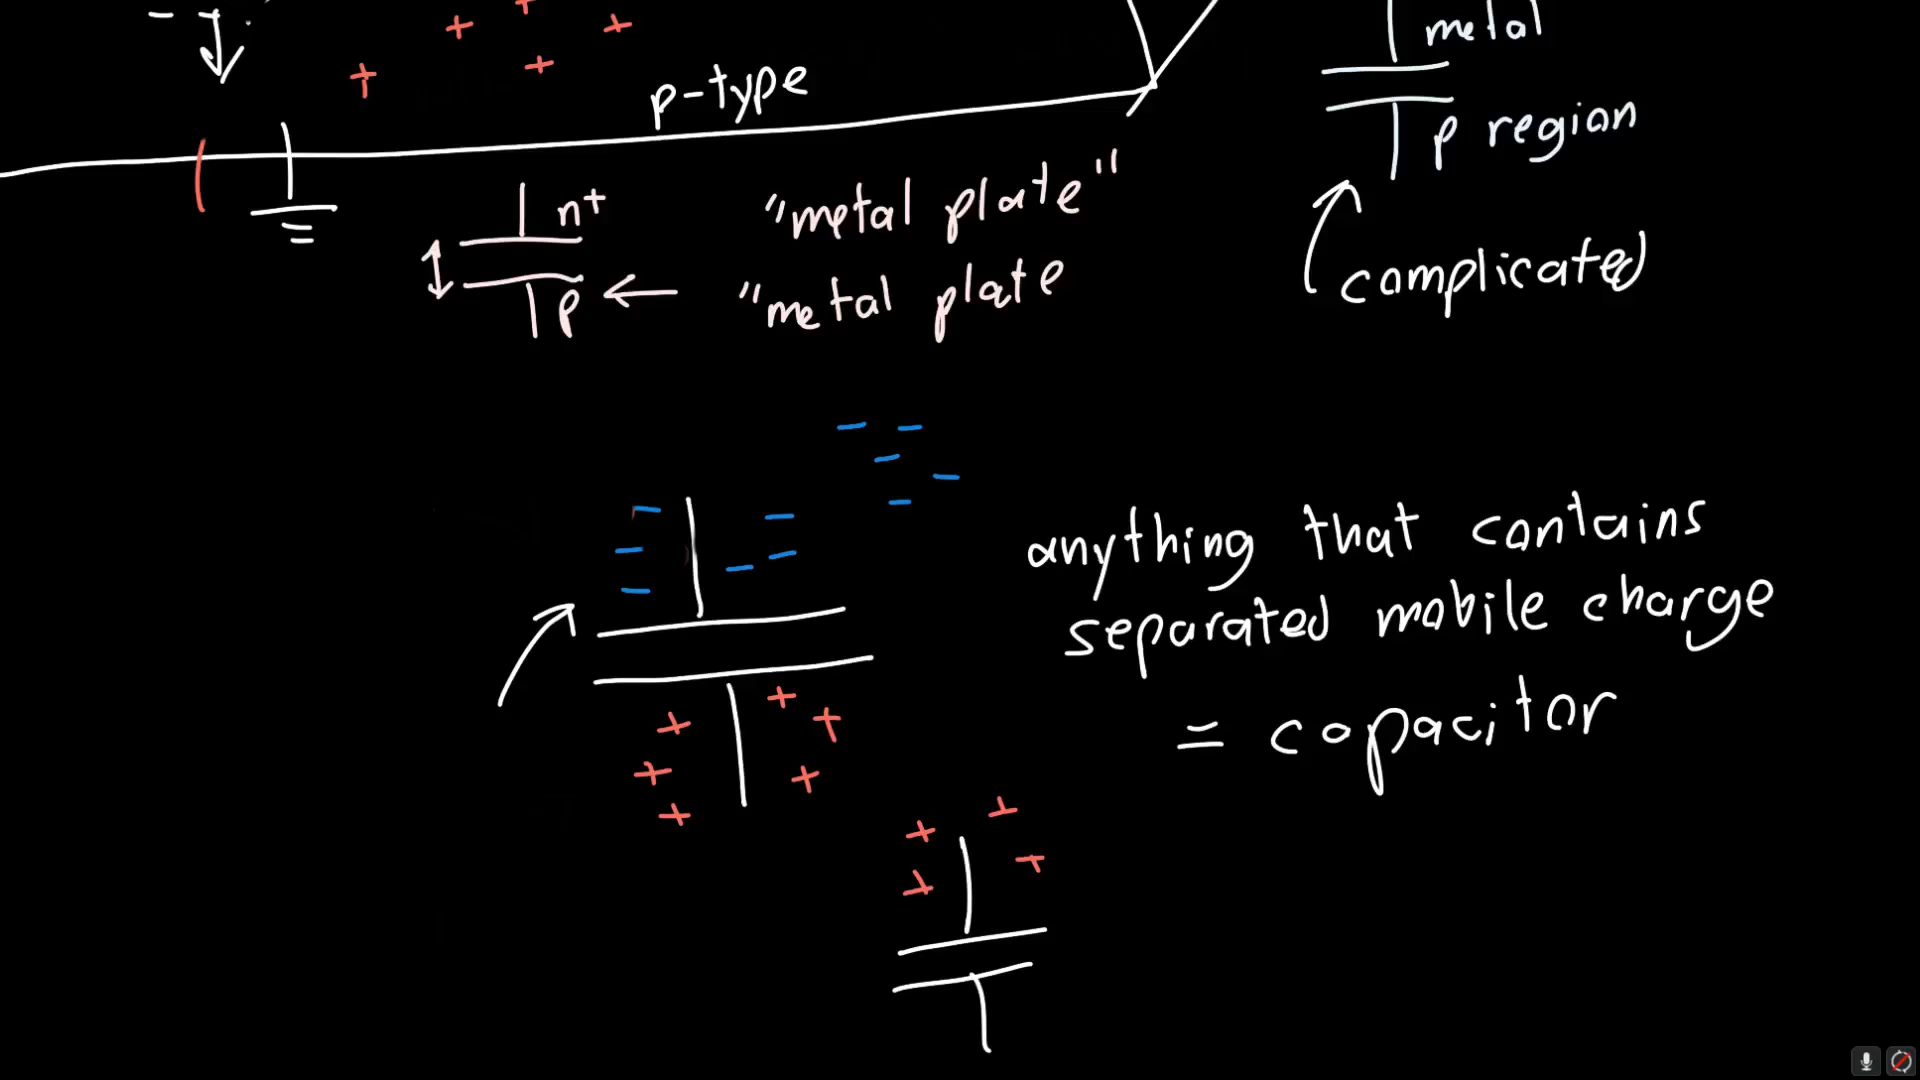 metal
p-type
p region
n+
"metal plate"
p
"metal plate
complicated
anything that contains
separated mobile charge
= capacitor